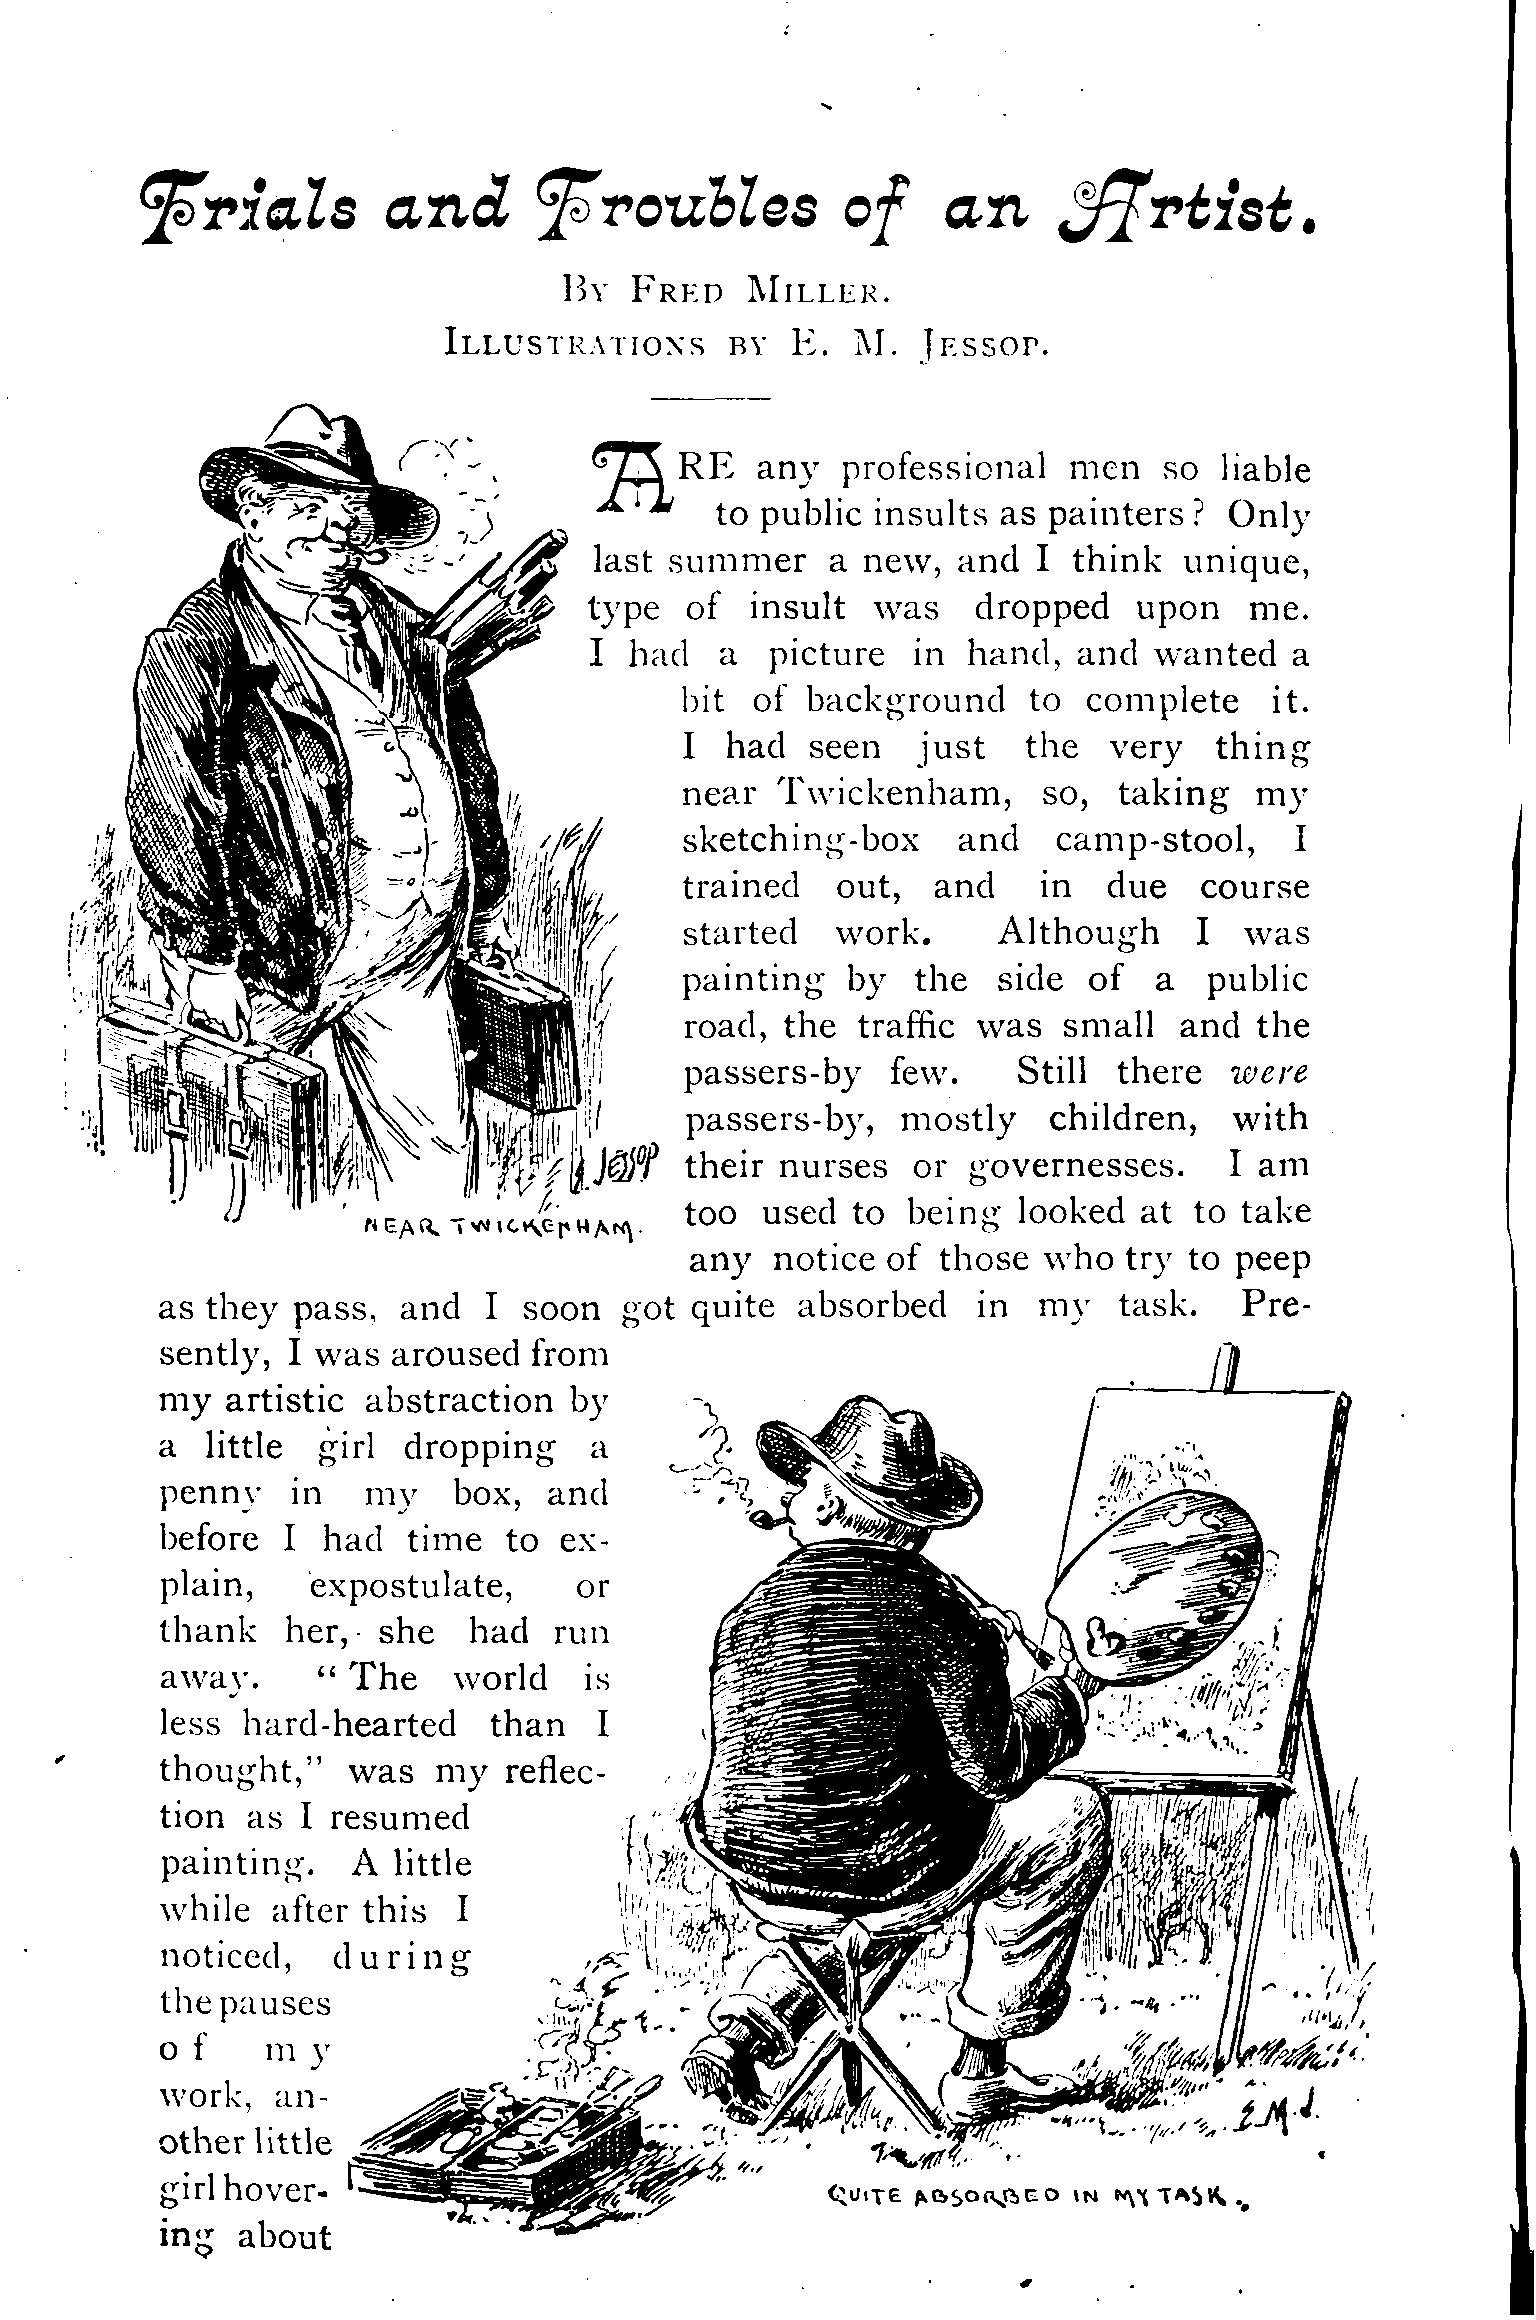 Trials and Troubles of an Artist.
By Fred Miller.
Illustrations by E. M. Jessop.
ARE any professional men so liable
to public insults as painters? Only
last summer a new, and I think unique,
type of insult was dropped upon me.
I had a picture in hand, and wanted a
bit of background to complete it.
I had seen just the very thing
near Twickenham, so, taking my
sketching-box and camp-stool, I
trained out, and in due course
started work. Although I was
painting by the side of a public
road, the traffic was small and the
passers-by few. Still there were
passers-by, mostly children, with
their nurses or governesses. I am
too used to being looked at to take
any notice of those who try to peep
as they pass, and I soon got quite absorbed in my task. Pre-
sently, I was aroused from
my artistic abstraction by
a little girl dropping a
penny in my box, and
before I had time to ex-
plain, expostulate, or
thank her, she had run
away. “The world is
less hard-hearted than I
thought,” was my reflec-
tion as I resumed
painting. A little
while after this I
noticed, during
the pauses
of my
work, an-
other little
girl hover-
ing about
JESSOP
NEAR TWICKENHAM.
E.M.J.
QUITE ABSORBED IN MY TASK.